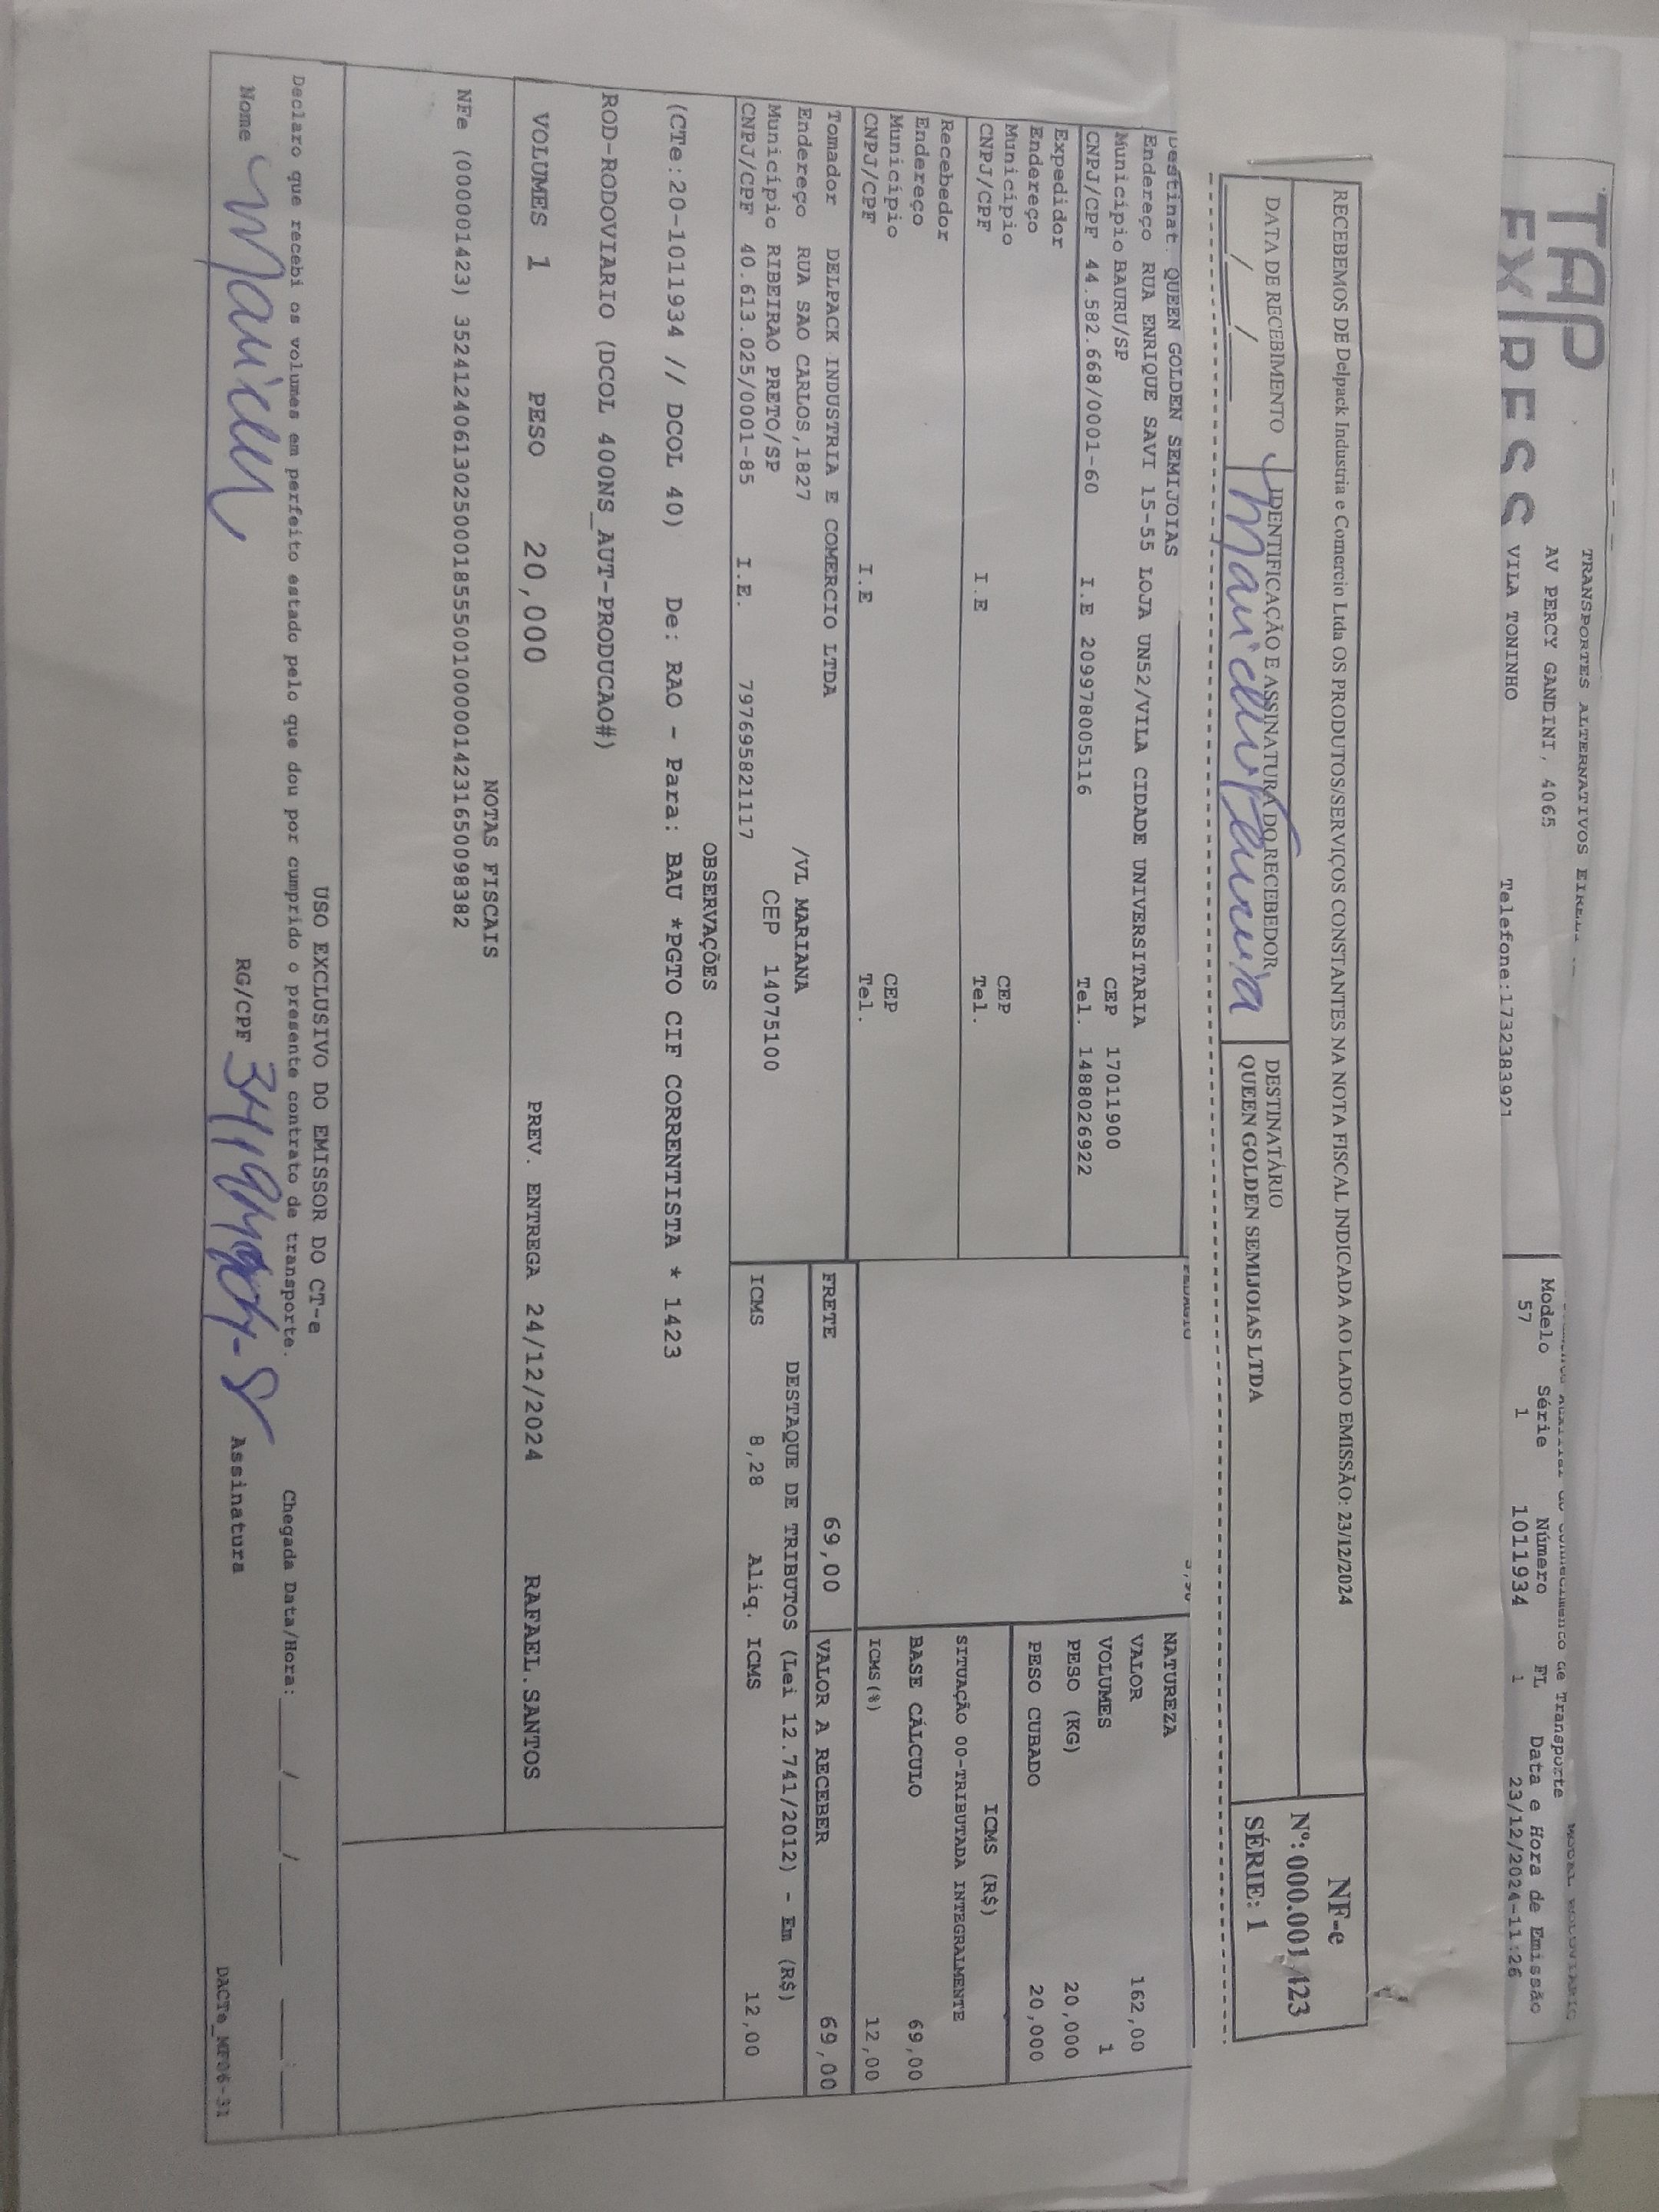 TAP
EXPRESS
TRANSPORTES ALTERNATIVOS
AV PERCY GANDINI, 4065
VILA TONINHO
Telefone:1732383921
Modelo Série Número FL Data e Hora de Emissão
57 1 1011934 1 23/12/2024-11:26
RECEBEMOS DE Delpack Industria e Comercio Ltda OS PRODUTOS/SERVIÇOS CONSTANTES NA NOTA FISCAL INDICADA AO LADO EMISSÃO: 23/12/2024
NF-e
Nº: 000.001.423
SÉRIE: 1
DATA DE RECEBIMENTO
___/___/___
IDENTIFICAÇÃO E ASSINATURA DO RECEBEDOR
DESTINATÁRIO
QUEEN GOLDEN SEMIJOIAS LTDA
Destinat. QUEEN GOLDEN SEMIJOIAS
Endereço RUA ENRIQUE SAVI 15-55 LOJA UN52/VILA CIDADE UNIVERSITARIA
Município BAURU/SP CEP 17011900
CNPJ/CPF 44.582.668/0001-60 I.E 209978005116 Tel. 1488026922
Expedidor
Endereço
Município CEP
CNPJ/CPF I.E Tel.
Recebedor
Endereço
Município CEP
CNPJ/CPF I.E Tel.
NATUREZA
VALOR 162,00
VOLUMES 1
PESO (KG) 20,000
PESO CUBADO 20,000
ICMS (R$)
SITUAÇÃO 00-TRIBUTADA INTEGRALMENTE
BASE CÁLCULO 69,00
ICMS(%) 12,00
Tomador DELPACK INDUSTRIA E COMERCIO LTDA
Endereço RUA SAO CARLOS,1827 /VL MARIANA
Município RIBEIRAO PRETO/SP CEP 14075100
CNPJ/CPF 40.613.025/0001-85 I.E. 797695821117
FRETE 69,00 VALOR A RECEBER 69,00
DESTAQUE DE TRIBUTOS (Lei 12.741/2012) - Em (R$)
ICMS 8,28 Aliq. ICMS 12,00
OBSERVAÇÕES
(CTe:20-1011934 // DCOL 40) De: RAO - Para: BAU *PGTO CIF CORRENTISTA * 1423
ROD-RODOVIARIO (DCOL 40ONS_AUT-PRODUCAO#)
VOLUMES 1 PESO 20,000 PREV. ENTREGA 24/12/2024 RAFAEL.SANTOS
NOTAS FISCAIS
NFe (000001423) 35241240613025000185550010000014231650098382
USO EXCLUSIVO DO EMISSOR DO CT-e
Declaro que recebi os volumes em perfeito estado pelo que dou por cumprido o presente contrato de transporte. Chegada Data/Hora:____/____/______ ____:____
Nome RG/CPF Assinatura
DACTe_MP06-31